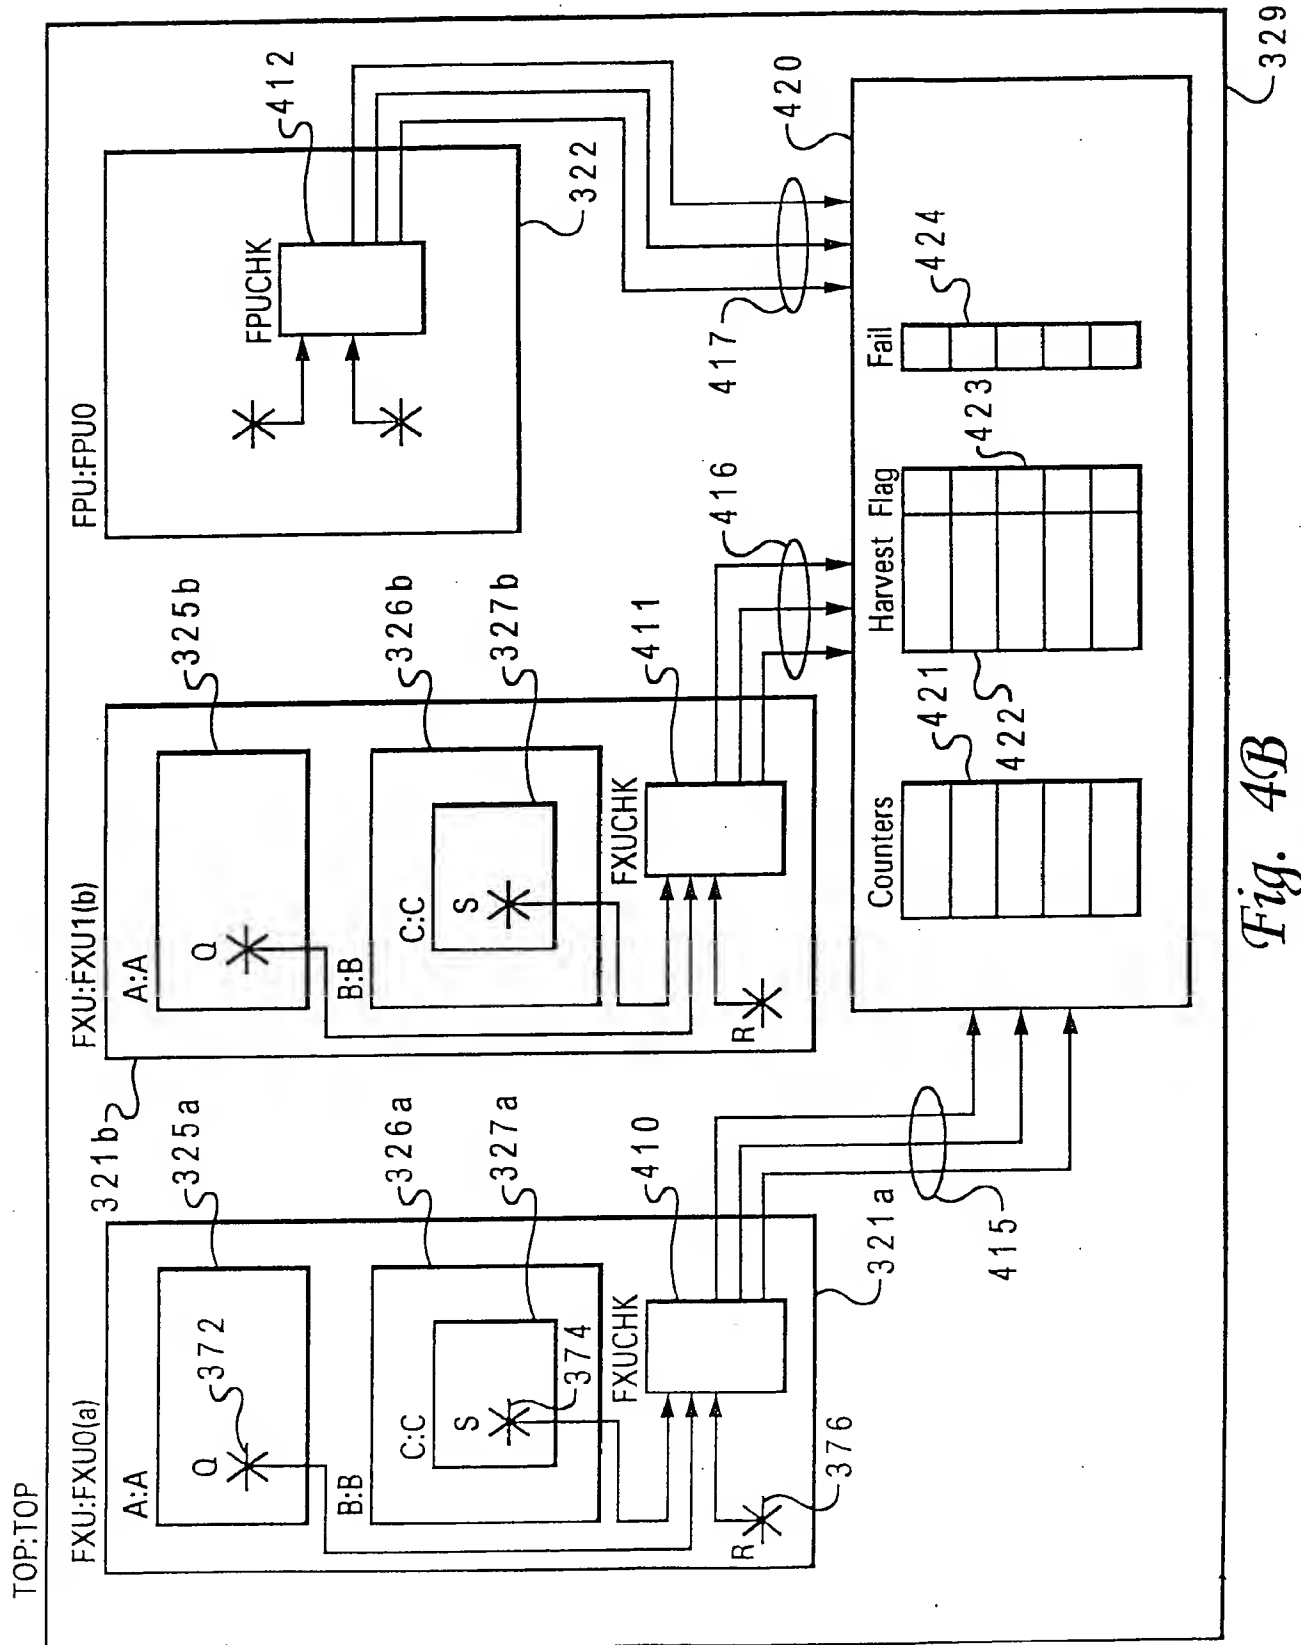 TOP:TOP
FXU:FXU0(a)
A:A
Q
372
325a
B:B
C:C
S
374
326a
327a
FXUCHK
410
R
376
321a
415
321b
FXU:FXU1(b)
A:A
Q
325b
B:B
C:C
S
326b
327b
FXUCHK
411
R
416
FPU:FPU0
FPUCHK
412
322
417
420
Counters
421
Harvest
422
Flag
423
Fail
424
329
Fig. 4B